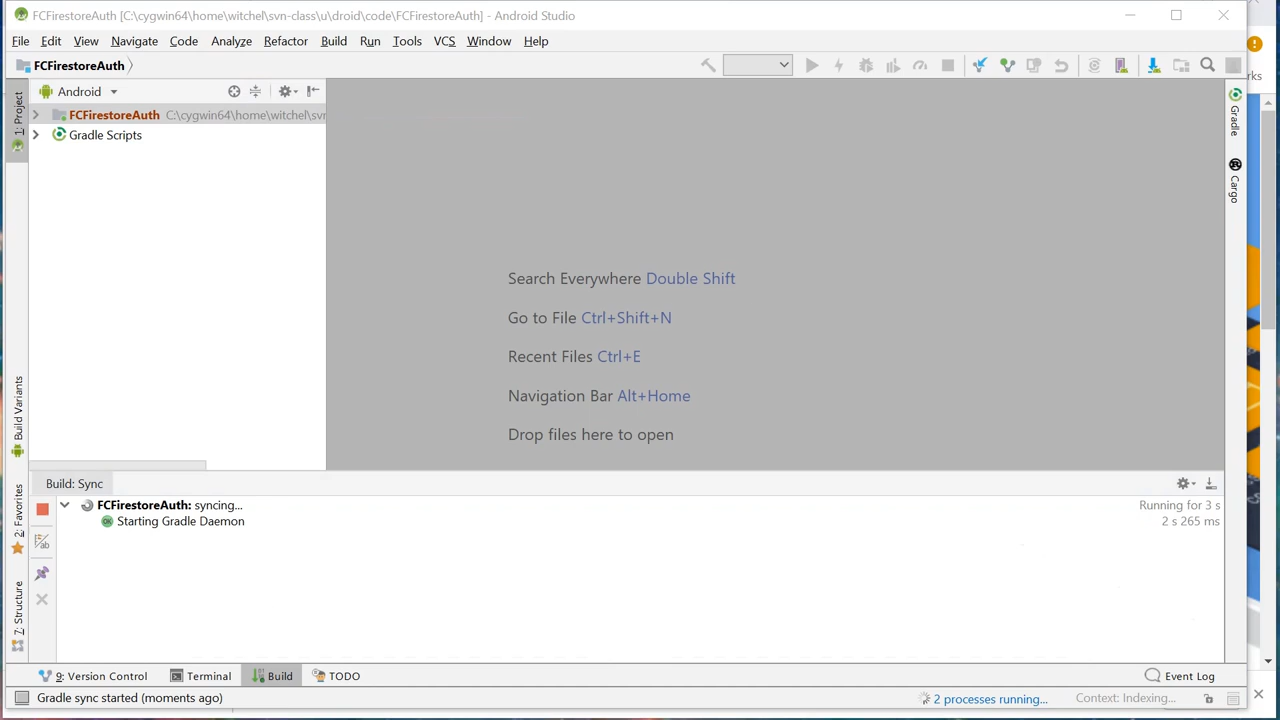 FCFirestoreAuth [C:\cygwin64\home\witchel\svn-class\u\droid\code\FCFirestoreAuth] - Android Studio
File Edit View Navigate Code Analyze Refactor Build Run Tools VCS Window Help
FCFirestoreAuth
Android
FCFirestoreAuth C:\cygwin64\home\witchel\svn
Gradle Scripts
1: Project
Build Variants
2: Favorites
7: Structure
Gradle
Cargo
Search Everywhere Double Shift
Go to File Ctrl+Shift+N
Recent Files Ctrl+E
Navigation Bar Alt+Home
Drop files here to open
Build: Sync
FCFirestoreAuth: syncing... Running for 3 s
Starting Gradle Daemon 2 s 265 ms
9: Version Control Terminal Build TODO Event Log
Gradle sync started (moments ago) 2 processes running... Context: Indexing...